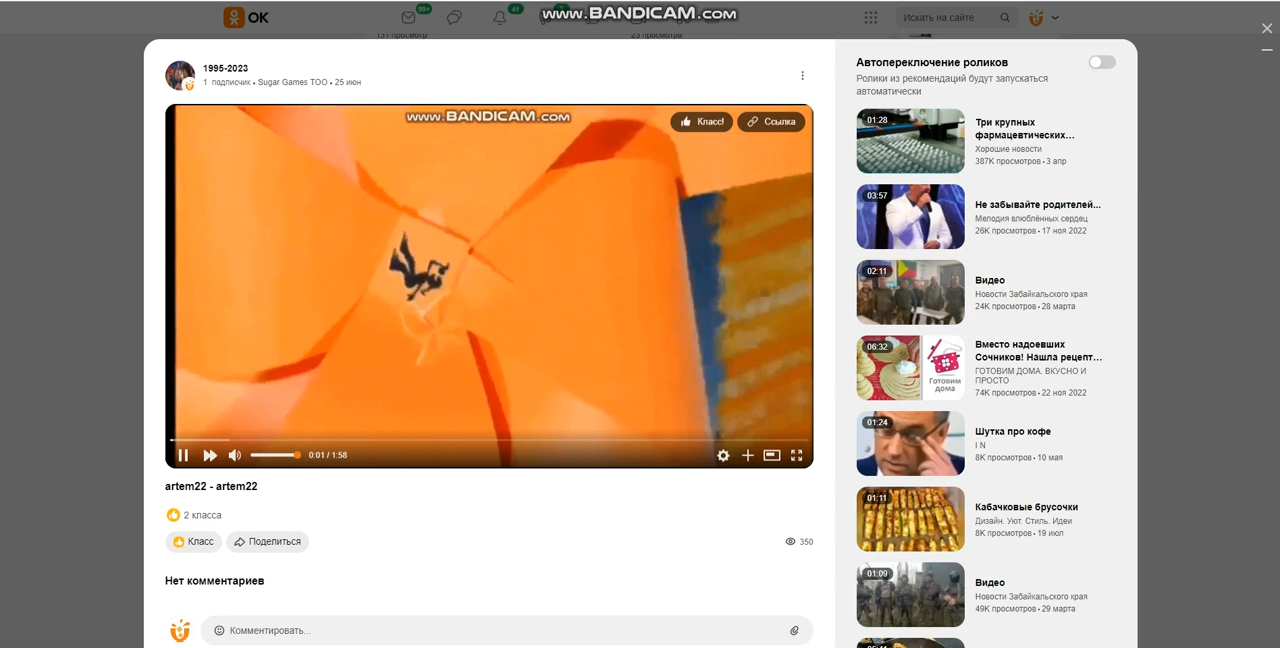 OK
99+
41
www.BANDICAM.com
Искать на сайте
131 просмотр
23 просмотра
1995-2023
1 подписчик • Sugar Games ТОО • 25 июн
www.BANDICAM.com
Класс!
Ссылка
0:01 / 1:58
artem22 - artem22
2 класса
Класс
Поделиться
350
Нет комментариев
Комментировать...
Автопереключение роликов
Ролики из рекомендаций будут запускаться
автоматически
01:28
Три крупных
фармацевтических...
Хорошие новости
387K просмотров • 3 апр
03:57
Не забывайте родителей...
Мелодия влюблённых сердец
26K просмотров • 17 ноя 2022
02:11
Видео
Новости Забайкальского края
24K просмотров • 28 марта
06:32
Готовим
дома
Вместо надоевших
Сочников! Нашла рецепт...
ГОТОВИМ ДОМА. ВКУСНО И
ПРОСТО
74K просмотров • 22 ноя 2022
01:24
Шутка про кофе
I N
8K просмотров • 10 мая
01:11
Кабачковые брусочки
Дизайн. Уют. Стиль. Идеи
8K просмотров • 19 июл
01:09
Видео
Новости Забайкальского края
49K просмотров • 29 марта